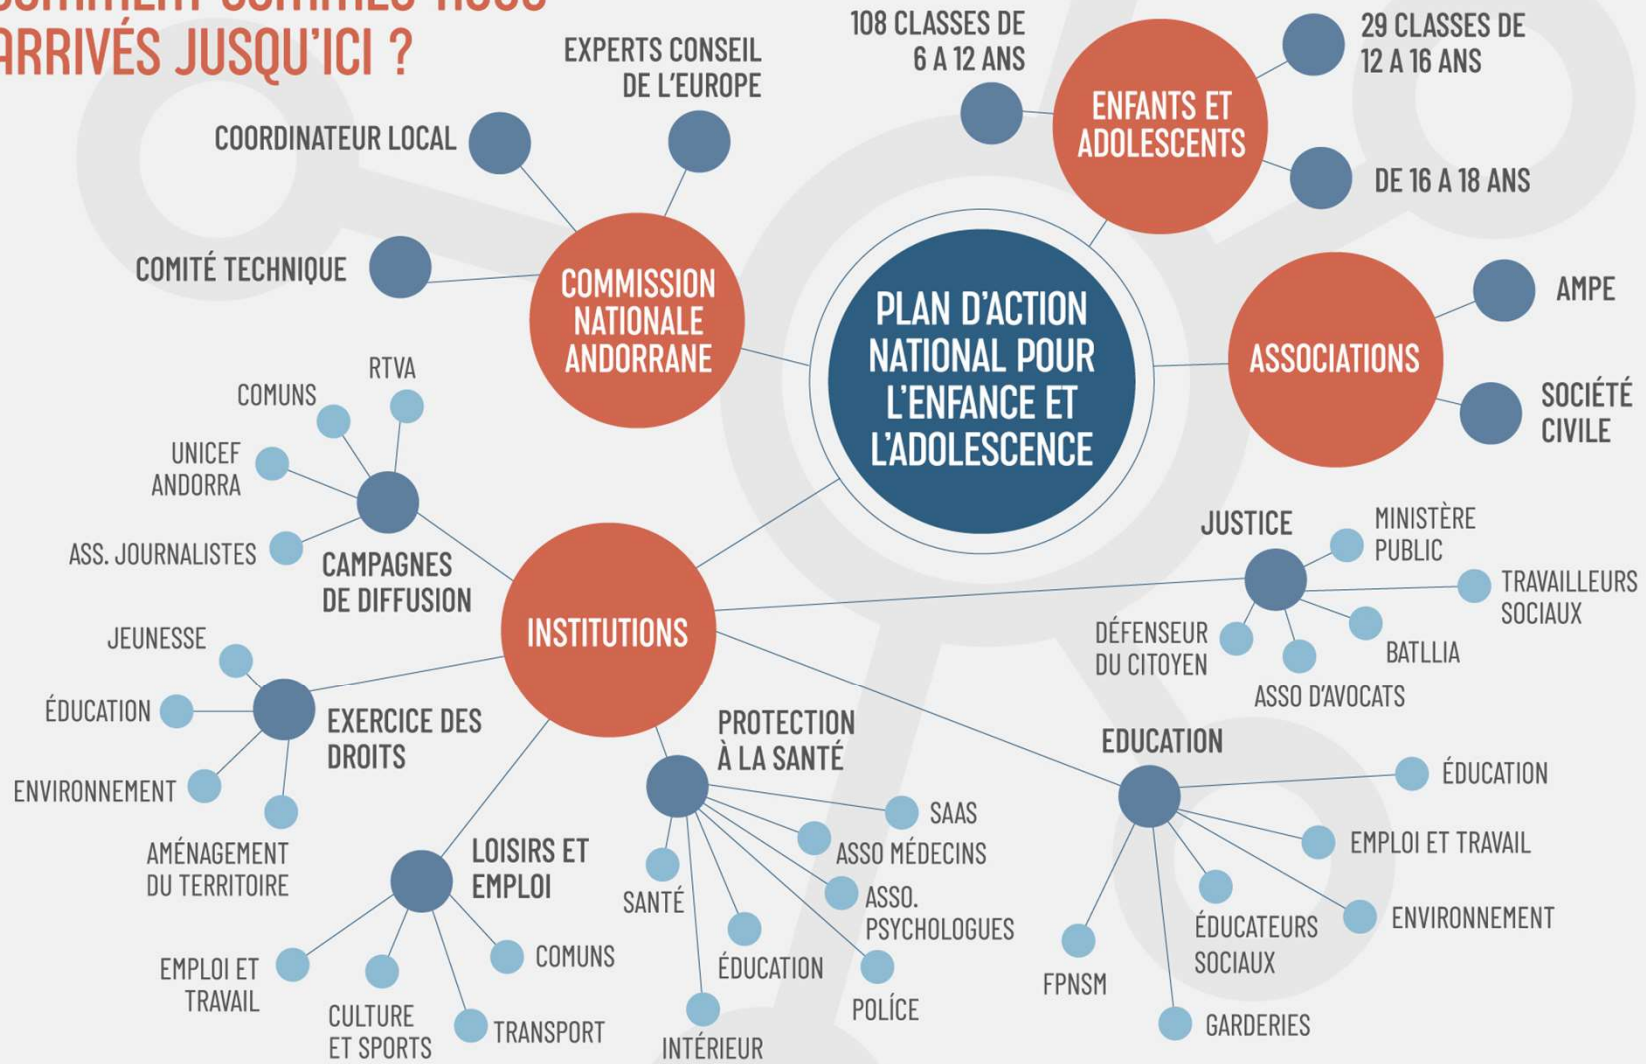 ARRIVÉS JUSQU'ICI ?
EXPERTS CONSEIL
DE L'EUROPE
COORDINATEUR LOCAL
COMITÉ TECHNIQUE
COMMISSION
NATIONALE
ANDORRANE
108 CLASSES DE
6 A 12 ANS
ENFANTS ET
ADOLESCENTS
29 CLASSES DE
12 A 16 ANS
DE 16 A 18 ANS
PLAN D'ACTION
NATIONAL POUR
L'ENFANCE ET
L'ADOLESCENCE
ASSOCIATIONS
AMPE
SOCIÉTÉ
CIVILE
RTVA
COMUNS
UNICEF
ANDORRA
ASS. JOURNALISTES
CAMPAGNES
DE DIFFUSION
INSTITUTIONS
JUSTICE
MINISTÈRE
PUBLIC
TRAVAILLEURS
SOCIAUX
BATLLIA
ASSO D'AVOCATS
DÉFENSEUR
DU CITOYEN
JEUNESSE
ÉDUCATION
ENVIRONNEMENT
AMÉNAGEMENT
DU TERRITOIRE
EXERCICE DES
DROITS
LOISIRS ET
EMPLOI
EMPLOI ET
TRAVAIL
CULTURE
ET SPORTS
TRANSPORT
COMUNS
PROTECTION
À LA SANTÉ
SANTÉ
INTÉRIEUR
ÉDUCATION
POLÍCE
ASSO.
PSYCHOLOGUES
ASSO MÉDECINS
SAAS
EDUCATION
ÉDUCATION
EMPLOI ET TRAVAIL
ENVIRONNEMENT
ÉDUCATEURS
SOCIAUX
FPNSM
GARDERIES